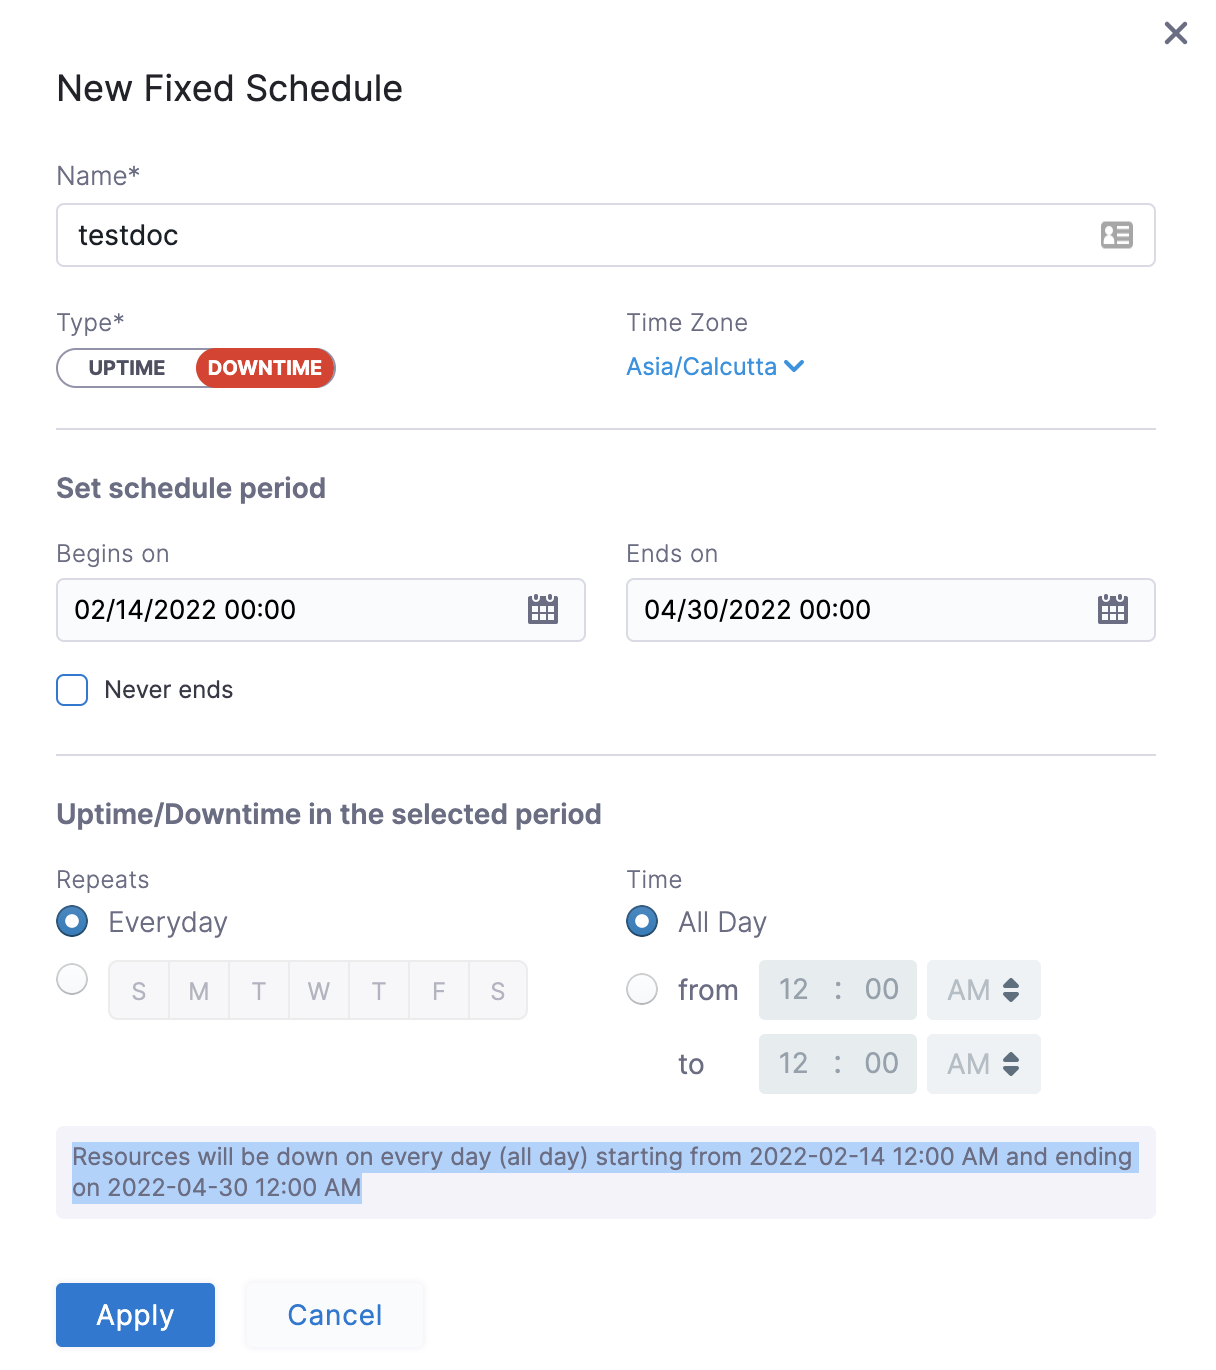 New Fixed Schedule
Name*
testdoc
Type*
Time Zone
UPTIME DOWNTIME
Asia/Calcutta
Set schedule period
Begins on
Ends on
02/14/2022 00:00
04/30/2022 00:00
Never ends
Uptime/Downtime in the selected period
Repeats
Time
Everyday
All Day
S M T W T F S
from 12 : 00 AM
to 12 : 00 AM
Resources will be down on every day (all day) starting from 2022-02-14 12:00 AM and ending
on 2022-04-30 12:00 AM
Apply
Cancel